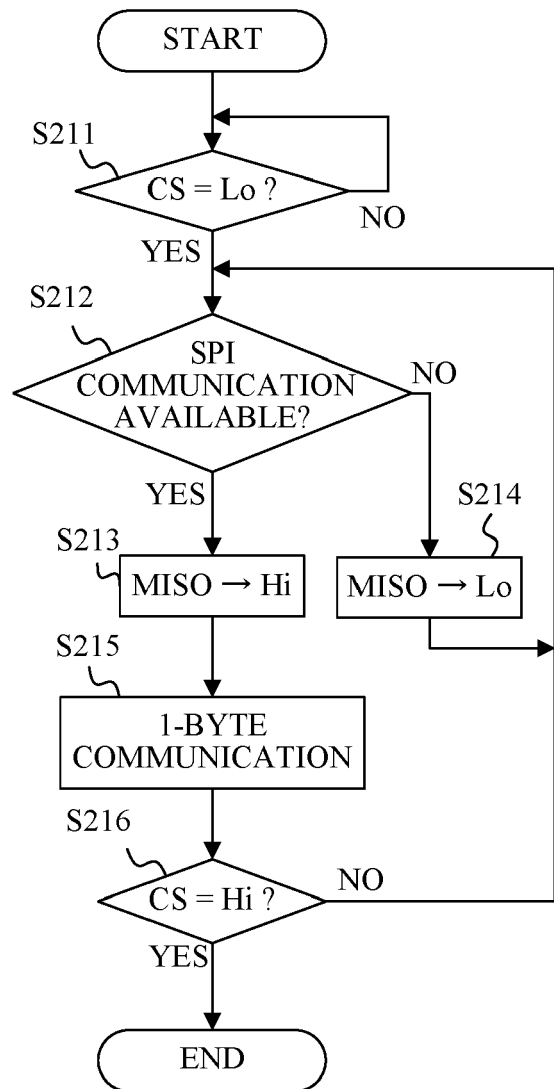 START
S211
CS = Lo ?
NO
YES
S212
SPI
COMMUNICATION
AVAILABLE?
NO
YES
S214
S213
MISO → Hi
MISO → Lo
S215
1-BYTE
COMMUNICATION
S216
CS = Hi ?
NO
YES
END